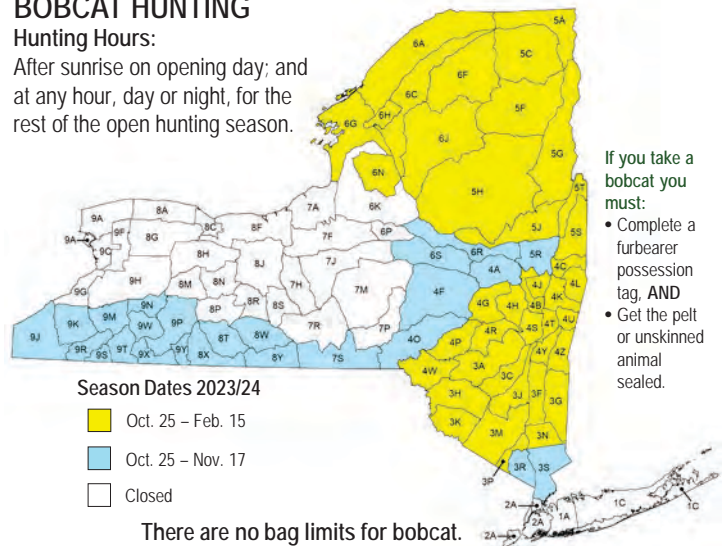 BOBCAT HUNTING
Hunting Hours:
After sunrise on opening day; and
at any hour, day or night, for the
rest of the open hunting season.
5A
6A
5C
6F
6C
5F
6G
6H
6J
5G
6N
5H
5T
7A
6K
8A
9A
5J
5S
9F
8C
8F
6P
7F
9A
8G
9C
6R
5R
8H
7J
6S
4C
8J
4A
9H
7H
4J
4L
8M
8N
7M
4F
4K
9G
4G
4H
4B
9N
8R
8S
4U
9M
8P
4S
4T
9K
9W
9P
7R
7P
4R
9J
8T
8W
4O
4P
4Y
4Z
9R
9S
9T
9X
9Y
8X
8Y
7S
4W
3A
3C
3H
3J
3F
3G
3K
3M
3N
3R
3S
3P
2A
1C
1C
2A
1A
2A
If you take a
bobcat you
must:
• Complete a
furbearer
possession
tag, AND
• Get the pelt
or unskinned
animal
sealed.
Season Dates 2023/24
Oct. 25 – Feb. 15
Oct. 25 – Nov. 17
Closed
There are no bag limits for bobcat.